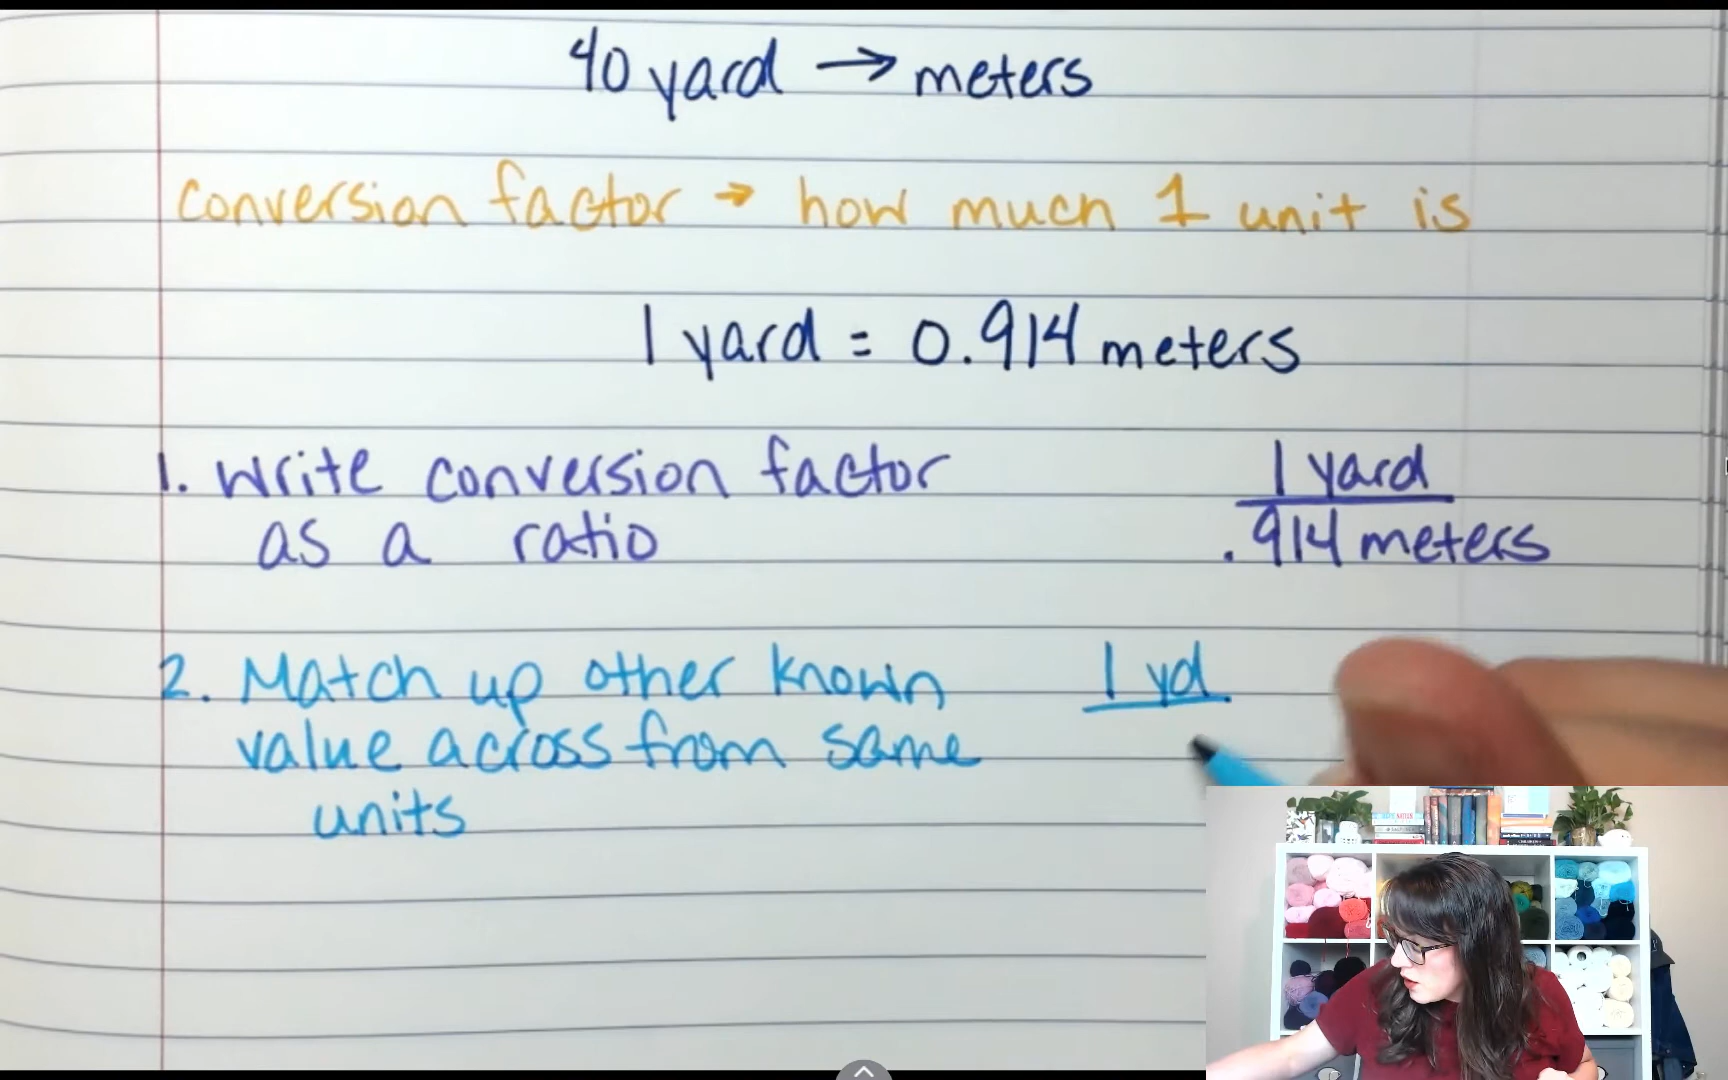 40 yard → meters
conversion factor → how much 1 unit is
1 yard = 0.914 meters
1. Write conversion factor
as a ratio
1 yard
.914 meters
2. Match up other known
value across from same
units
1 yd